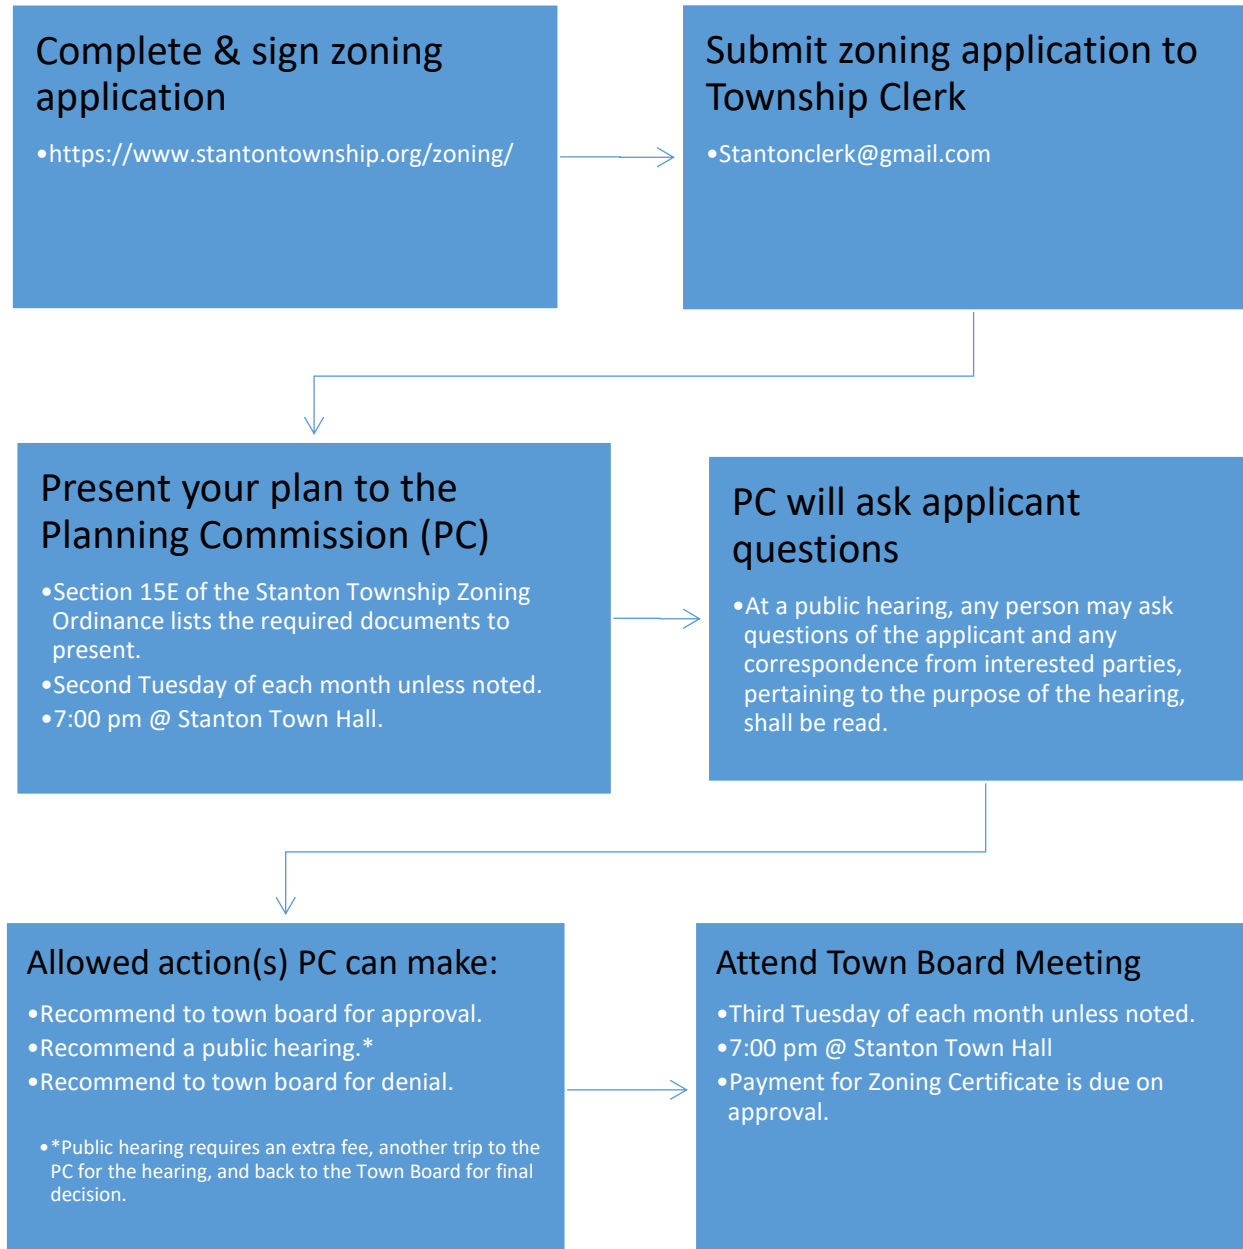 Complete & sign zoning
application
•https://www.stantontownship.org/zoning/
Submit zoning application to
Township Clerk
•Stantonclerk@gmail.com
Present your plan to the
Planning Commission (PC)
•Section 15E of the Stanton Township Zoning
Ordinance lists the required documents to
present.
•Second Tuesday of each month unless noted.
•7:00 pm @ Stanton Town Hall.
PC will ask applicant
questions
•At a public hearing, any person may ask
questions of the applicant and any
correspondence from interested parties,
pertaining to the purpose of the hearing,
shall be read.
Allowed action(s) PC can make:
•Recommend to town board for approval.
•Recommend a public hearing.*
•Recommend to town board for denial.
•*Public hearing requires an extra fee, another trip to the
PC for the hearing, and back to the Town Board for final
decision.
Attend Town Board Meeting
•Third Tuesday of each month unless noted.
•7:00 pm @ Stanton Town Hall
•Payment for Zoning Certificate is due on
approval.